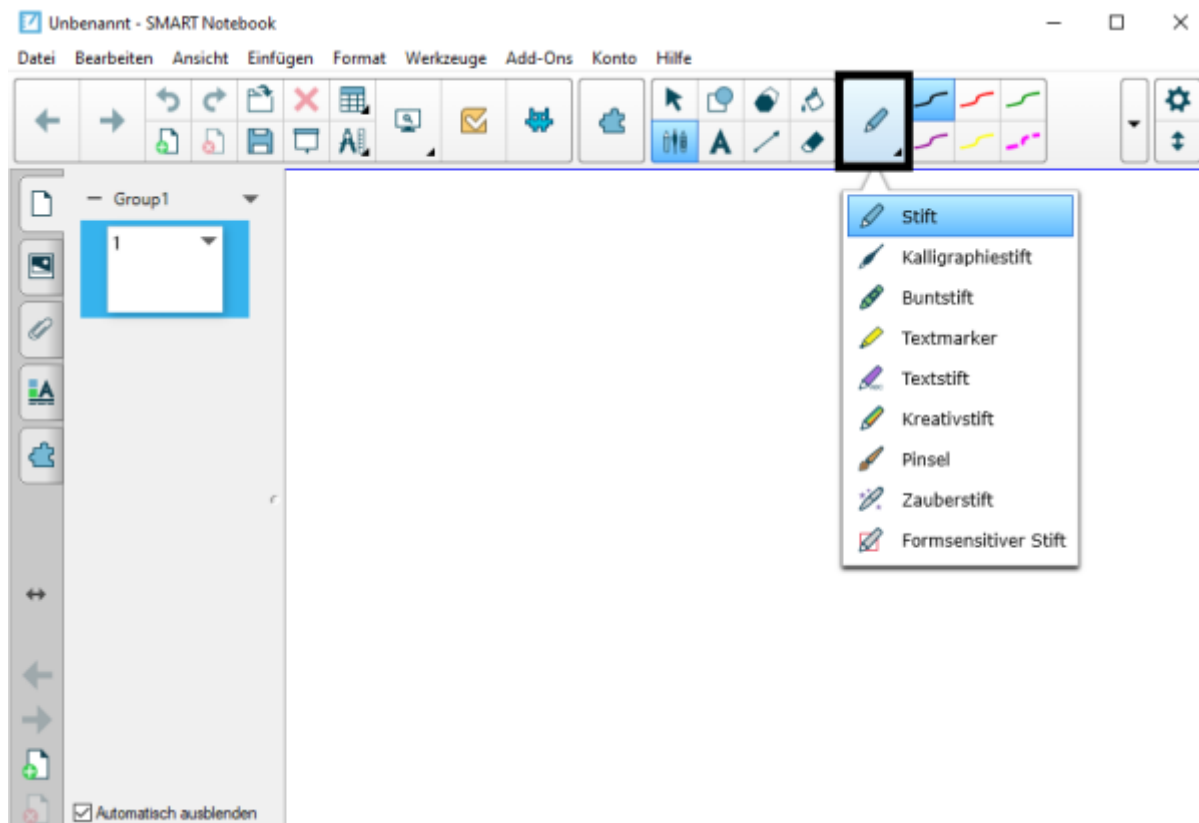 Unbenannt - SMART Notebook
Datei Bearbeiten Ansicht Einfügen Format Werkzeuge Add-Ons Konto Hilfe
Group1
1
Stift
Kalligraphiestift
Buntstift
Textmarker
Textstift
Kreativstift
Pinsel
Zauberstift
Formsensitiver Stift
Automatisch ausblenden